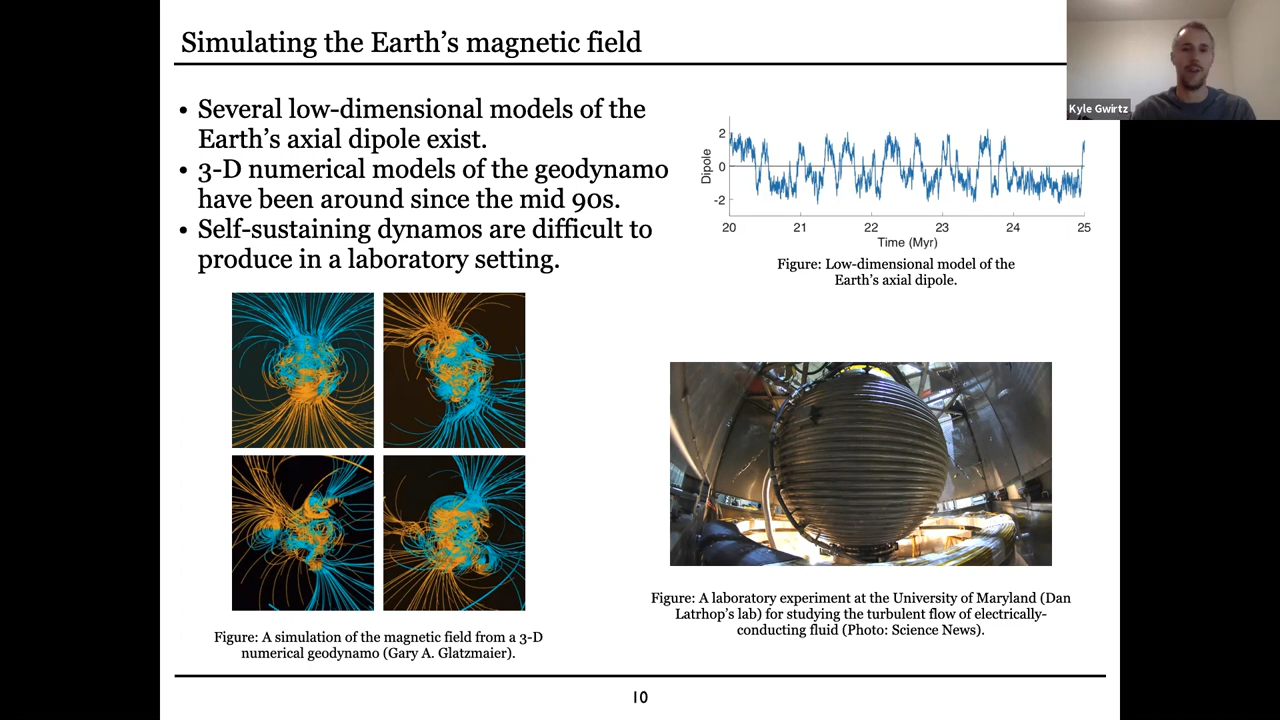 Simulating the Earth's magnetic field
Kyle Gwirtz
• Several low-dimensional models of the
Earth's axial dipole exist.
• 3-D numerical models of the geodynamo
have been around since the mid 90s.
• Self-sustaining dynamos are difficult to
produce in a laboratory setting.
Dipole
2
0
-2
20 21 22 23 24 25
Time (Myr)
Figure: Low-dimensional model of the
Earth's axial dipole.
Figure: A simulation of the magnetic field from a 3-D
numerical geodynamo (Gary A. Glatzmaier).
Figure: A laboratory experiment at the University of Maryland (Dan
Latrhop's lab) for studying the turbulent flow of electrically-
conducting fluid (Photo: Science News).
10